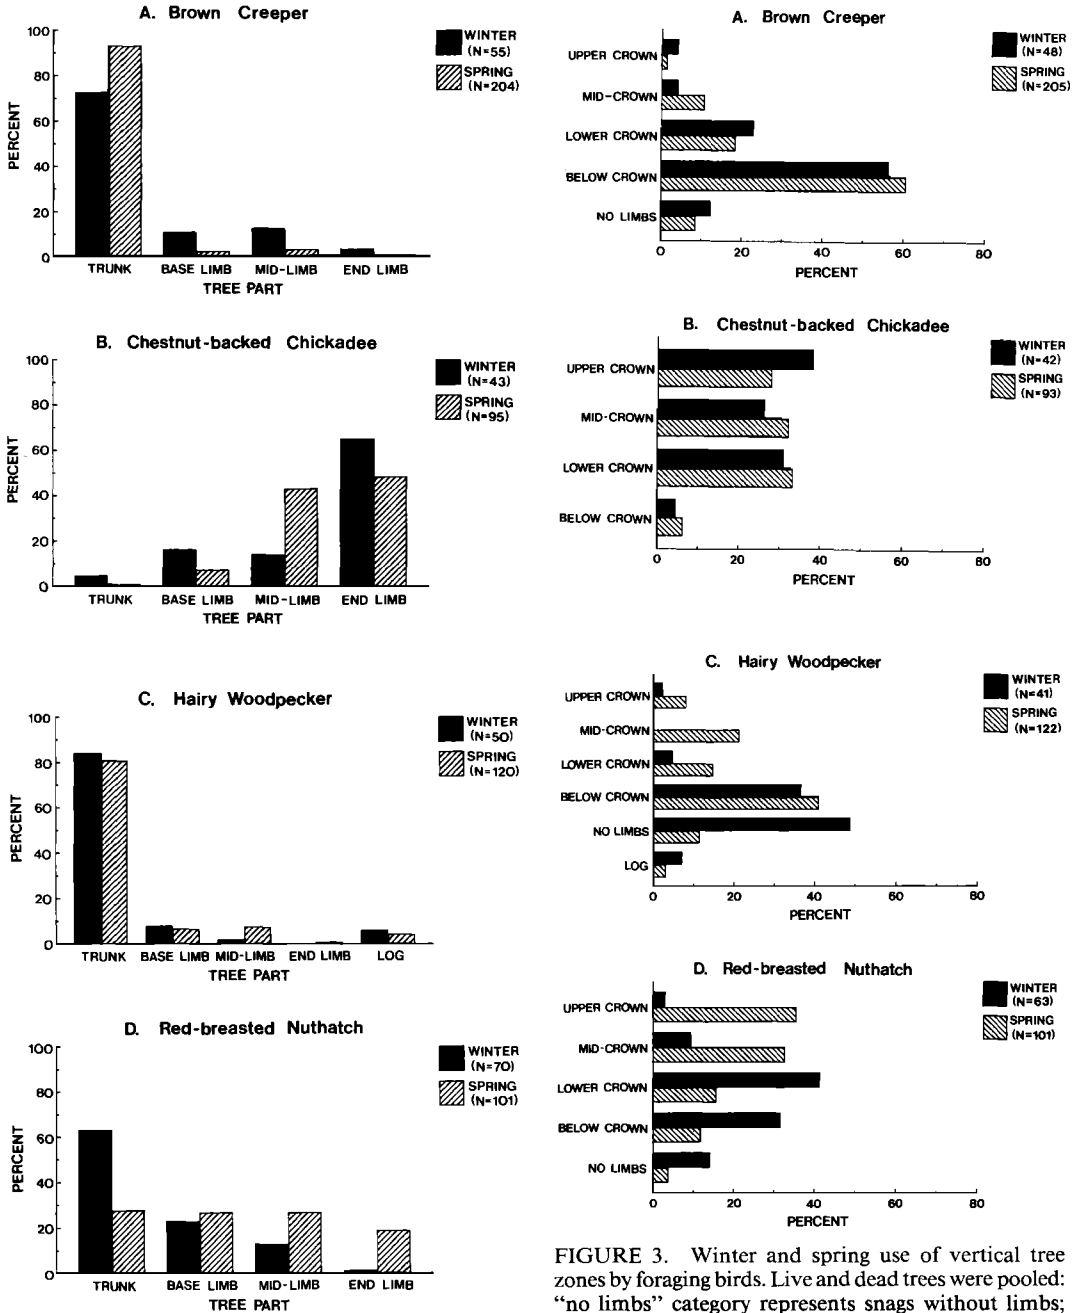 A. Brown Creeper
100
80
60
40
20
0
PERCENT
WINTER
(N=55)
SPRING
(N=204)
TRUNK BASE LIMB MID-LIMB END LIMB
TREE PART
B. Chestnut-backed Chickadee
100
80
60
40
20
0
PERCENT
WINTER
(N=43)
SPRING
(N=95)
TRUNK BASE LIMB MID-LIMB END LIMB
TREE PART
C. Hairy Woodpecker
100
80
60
40
20
0
PERCENT
WINTER
(N=50)
SPRING
(N=120)
TRUNK BASE LIMB MID-LIMB END LIMB LOG
TREE PART
D. Red-breasted Nuthatch
100
80
60
40
20
0
PERCENT
WINTER
(N=70)
SPRING
(N=101)
TRUNK BASE LIMB MID-LIMB END LIMB
TREE PART
A. Brown Creeper
UPPER CROWN
MID-CROWN
LOWER CROWN
BELOW CROWN
NO LIMBS
WINTER
(N=48)
SPRING
(N=205)
0 20 40 60 80
PERCENT
B. Chestnut-backed Chickadee
UPPER CROWN
MID-CROWN
LOWER CROWN
BELOW CROWN
WINTER
(N=42)
SPRING
(N=93)
0 20 40 60 80
PERCENT
C. Hairy Woodpecker
UPPER CROWN
MID-CROWN
LOWER CROWN
BELOW CROWN
NO LIMBS
LOG
WINTER
(N=41)
SPRING
(N=122)
0 20 40 60 80
PERCENT
D. Red-breasted Nuthatch
UPPER CROWN
MID-CROWN
LOWER CROWN
BELOW CROWN
NO LIMBS
WINTER
(N=63)
SPRING
(N=101)
0 20 40 60 80
PERCENT
FIGURE 3. Winter and spring use of vertical tree
zones by foraging birds. Live and dead trees were pooled:
"no limbs" category represents snags without limbs;